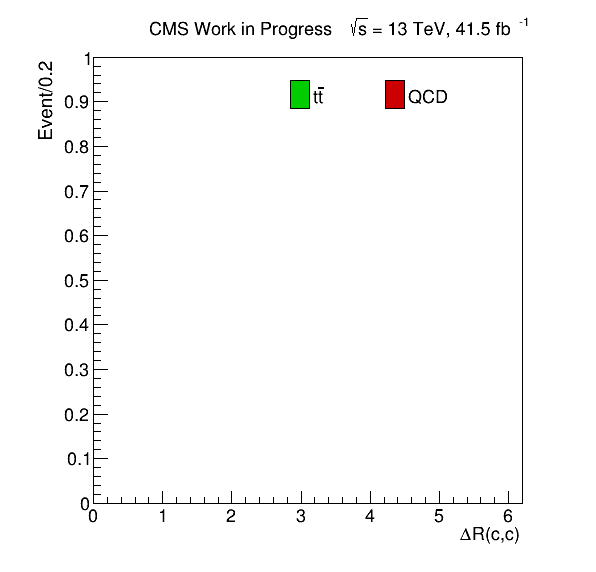 CMS Work in Progress √s = 13 TeV, 41.5 fb⁻¹
Event/0.2
tt̄
QCD
1
0.9
0.8
0.7
0.6
0.5
0.4
0.3
0.2
0.1
0
0 1 2 3 4 5 6
ΔR(c,c)